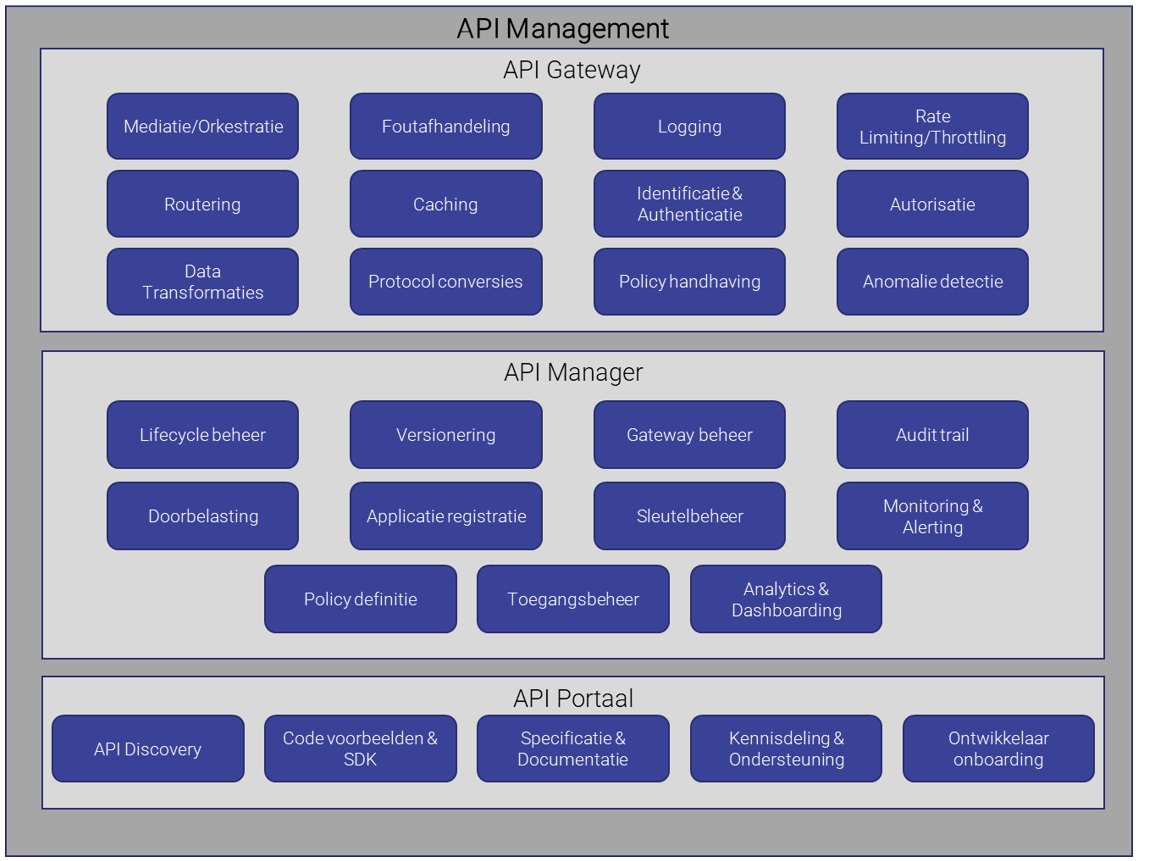 API Management
API Gateway
Mediatie/Orkestratie
Foutafhandeling
Logging
Rate
Limiting/Throttling
Routering
Caching
Identificatie &
Authenticatie
Autorisatie
Data
Transformaties
Protocol conversies
Policy handhaving
Anomalie detectie
API Manager
Lifecycle beheer
Versionering
Gateway beheer
Audit trail
Doorbelasting
Applicatie registratie
Sleutelbeheer
Monitoring &
Alerting
Policy definitie
Toegangsbeheer
Analytics &
Dashboarding
API Portaal
API Discovery
Code voorbeelden &
SDK
Specificatie &
Documentatie
Kennisdeling &
Ondersteuning
Ontwikkelaar
onboarding